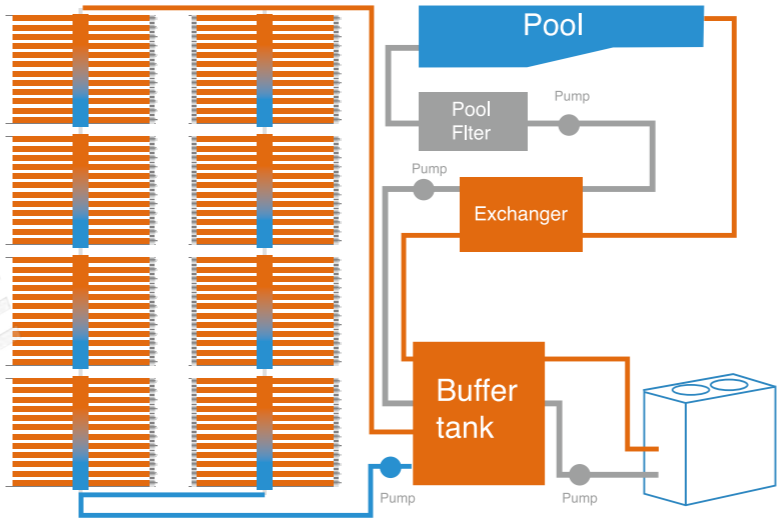 Pool
Pool
Flter
Pump
Pump
Exchanger
Buffer
tank
Pump
Pump